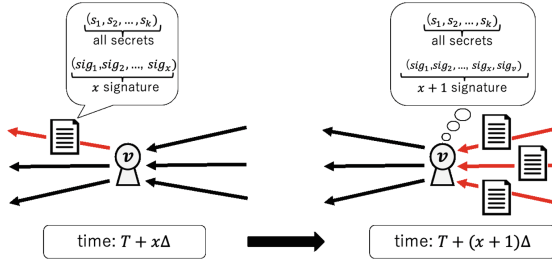 (s₁, s₂, …, sₖ)
all secrets
(sig₁,sig₂, …, sigₓ)
x signature
v
time: T + xΔ
(s₁, s₂, …, sₖ)
all secrets
(sig₁,sig₂, …, sigₓ, sigᵥ)
x + 1 signature
v
time: T + (x + 1)Δ